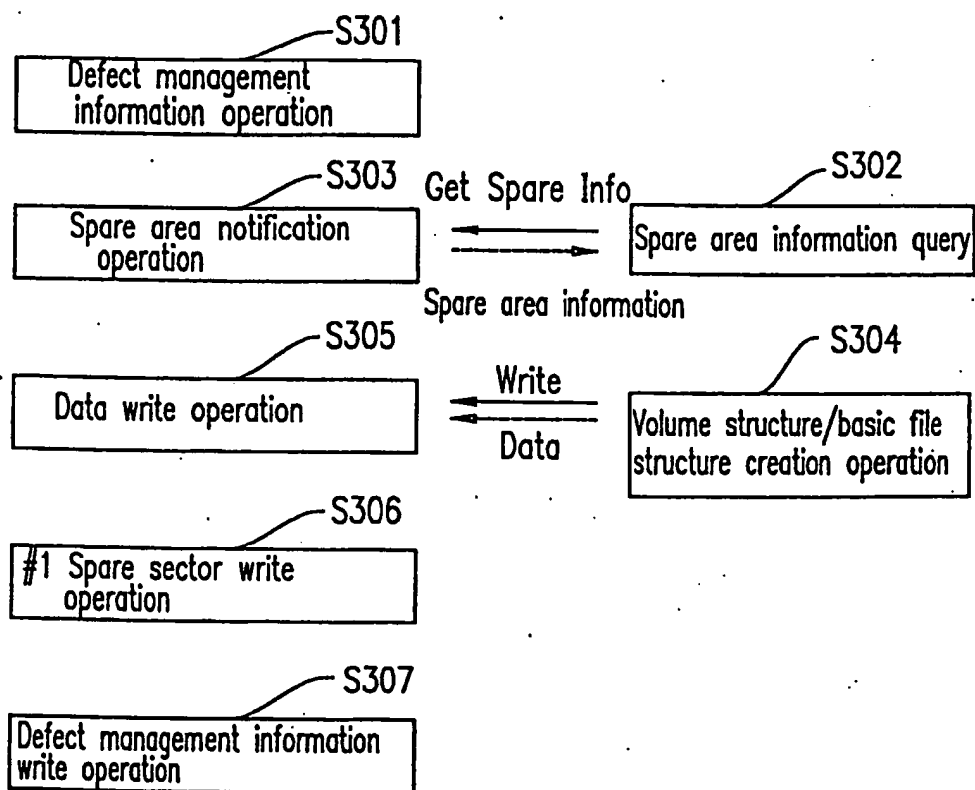 S301
Defect management
information operation
S303
Get Spare Info
S302
Spare area notification
operation
Spare area information query
Spare area information
S305
S304
Data write operation
Write
Data
Volume structure/basic file
structure creation operation
S306
#1 Spare sector write
operation
S307
Defect management information
write operation